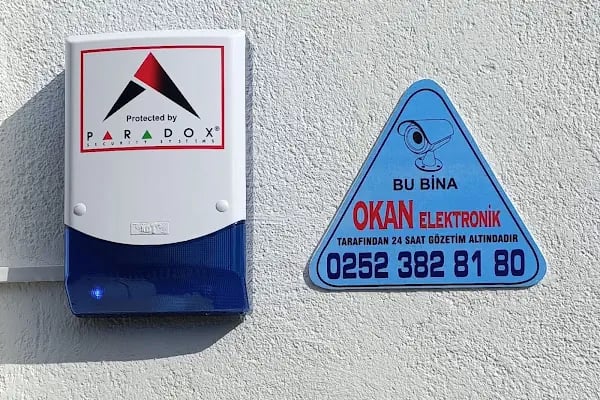 Protected by
PARADOX®
SECURITY SYSTEMS
BU BİNA
OKAN ELEKTRONİK
TARAFINDAN 24 SAAT GÖZETİM ALTINDADIR
0252 382 81 80